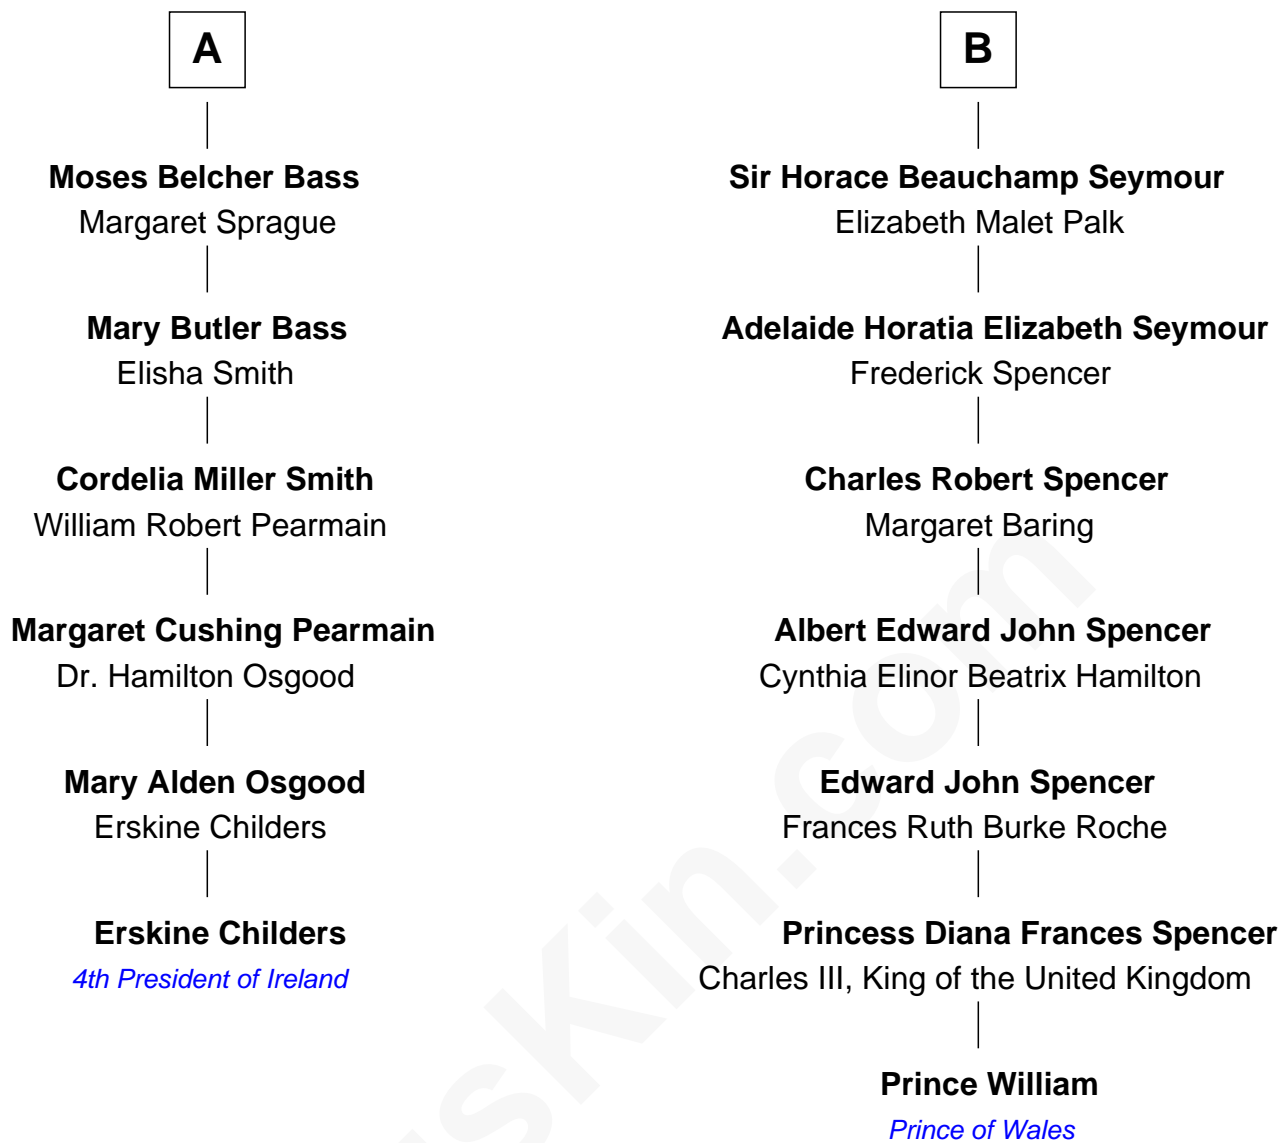 A
Moses Belcher Bass
Margaret Sprague
Mary Butler Bass
Elisha Smith
Cordelia Miller Smith
William Robert Pearmain
Margaret Cushing Pearmain
Dr. Hamilton Osgood
Mary Alden Osgood
Erskine Childers
Erskine Childers
4th President of Ireland
B
Sir Horace Beauchamp Seymour
Elizabeth Malet Palk
Adelaide Horatia Elizabeth Seymour
Frederick Spencer
Charles Robert Spencer
Margaret Baring
Albert Edward John Spencer
Cynthia Elinor Beatrix Hamilton
Edward John Spencer
Frances Ruth Burke Roche
Princess Diana Frances Spencer
Charles III, King of the United Kingdom
Prince William
Prince of Wales